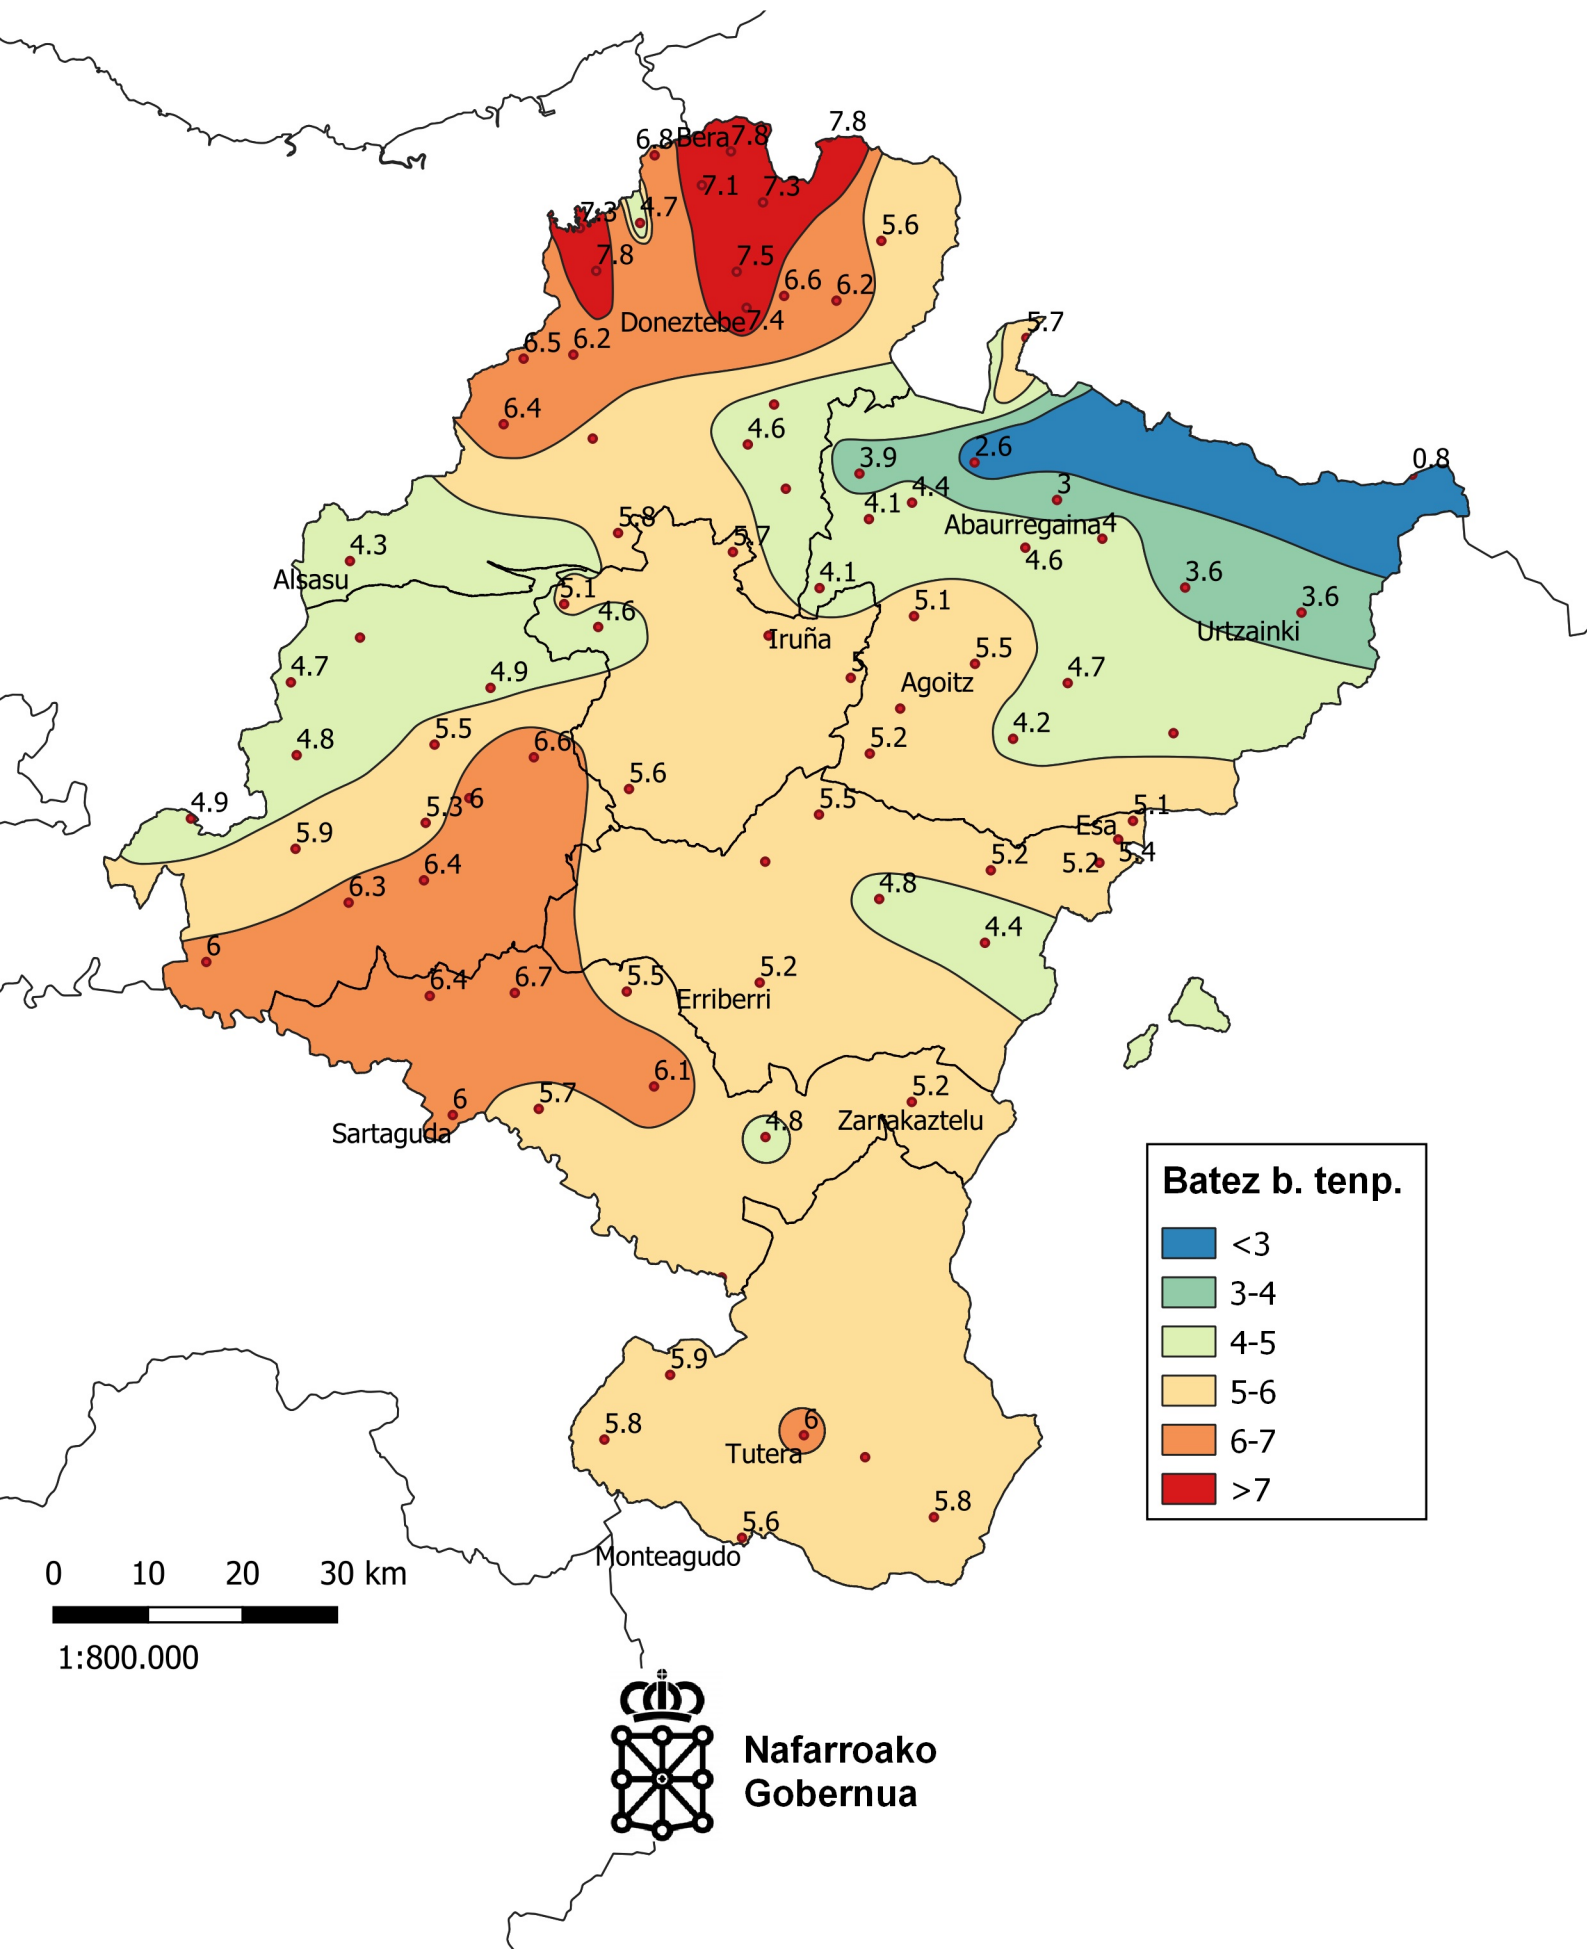 7.8
6.8 Bera 7.8
7.1 7.3
7.3 4.7
5.6
7.8 7.5
6.6 6.2
Doneztebe 7.4
5.7
6.5 6.2
6.4
4.6
3.9 2.6
0.8
4.4 3
4.1 Abaurregaina 4
5.8 5.7
4.3
4.6
Alsasu
4.1 3.6
5.1
4.6 5.1 3.6
Iruña Urtzainki
5.5
4.7 4.9 5 Agoitz 4.7
4.2
5.5 5.2
4.8 6.6
5.6
4.9 5.3 6 5.5 5.1
Esa
5.9 5.2 5.2 5.4
6.4
6.3 4.8
4.4
6
6.4 6.7 5.5 5.2
Erriberri
6.1
5.2
6 5.7
4.8 Zarrakaztelu
Sartaguda
5.9
5.8 6
Tutera
5.8
5.6
Monteagudo
Batez b. tenp.
<3
3-4
4-5
5-6
6-7
>7
0 10 20 30 km
1:800.000
Nafarroako
Gobernua